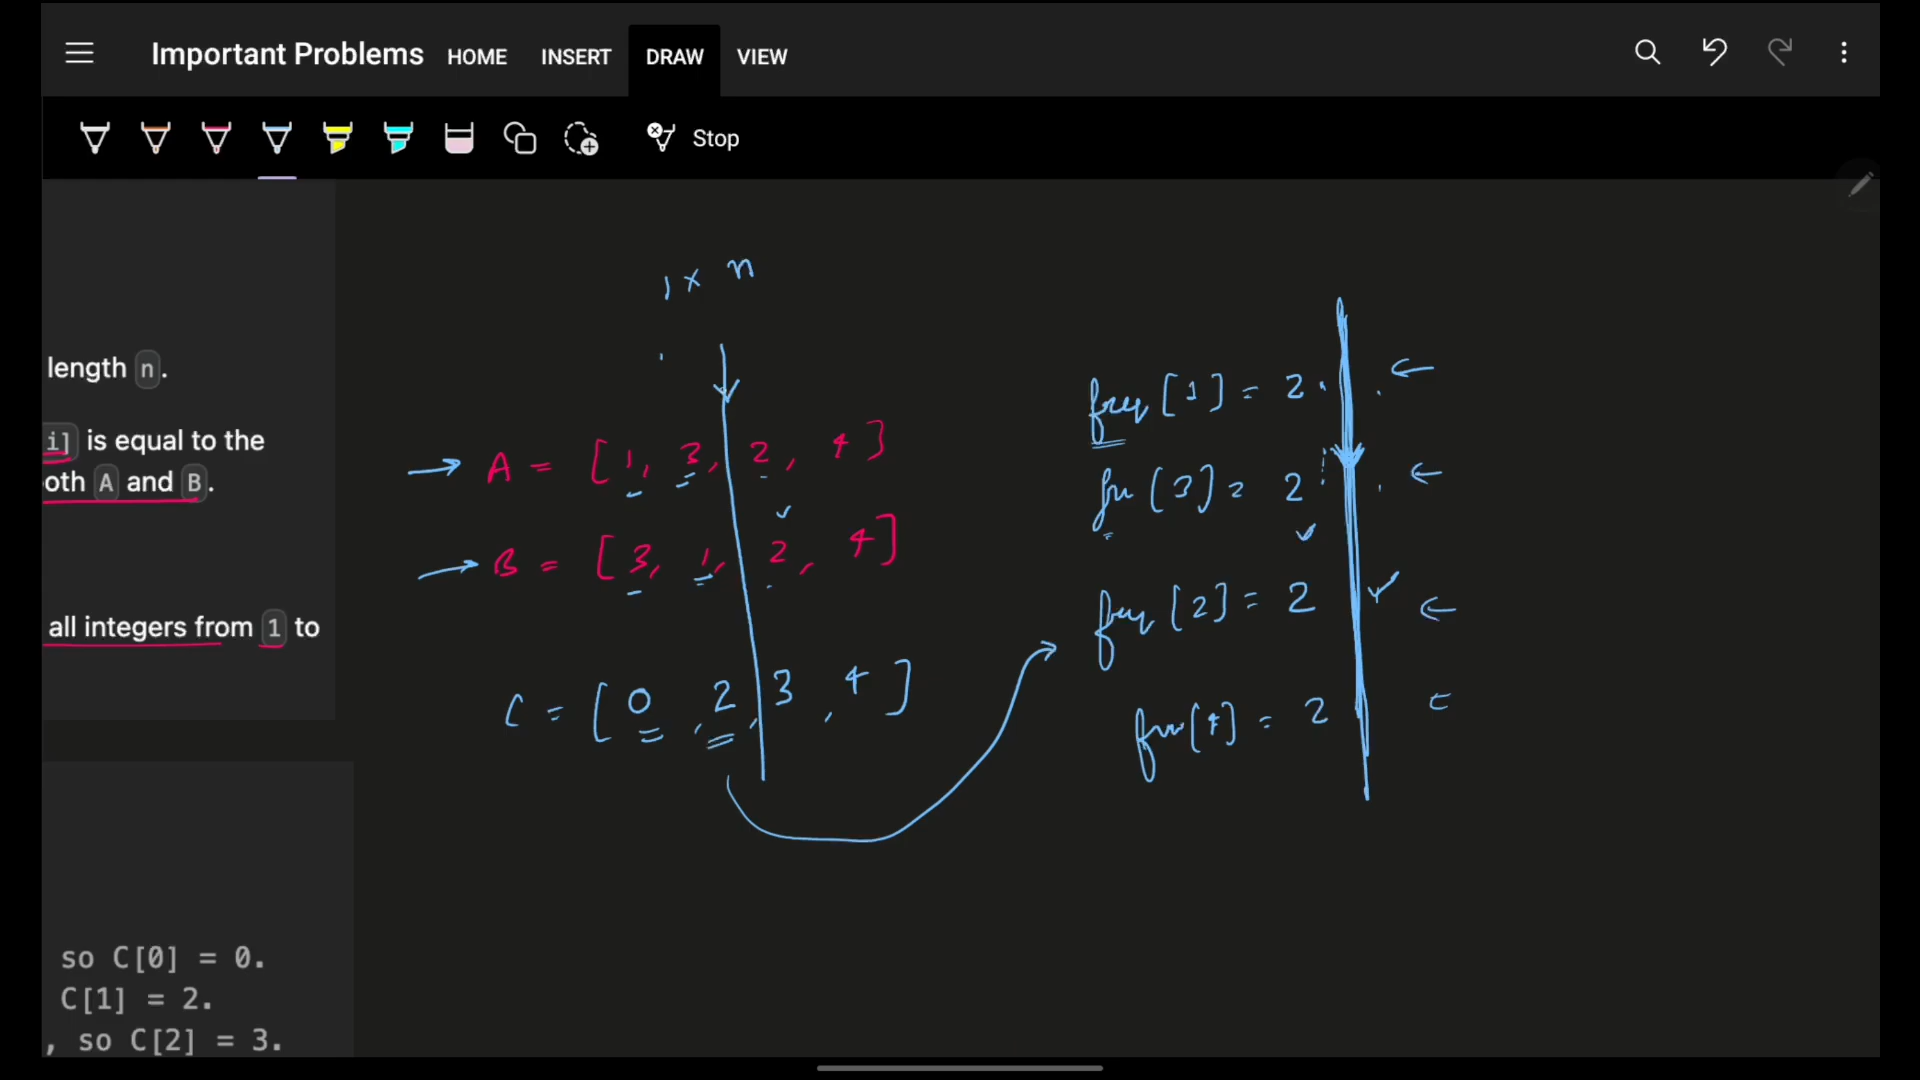 Important Problems HOME INSERT DRAW VIEW
Stop
length n.
i] is equal to the
oth A and B.
all integers from 1 to
so C[0] = 0.
C[1] = 2.
, so C[2] = 3.
1 × n
A = [1, 3, 2, 4]
B = [3, 1, 2, 4]
C = [0, 2, 3, 4]
freq [1] = 2
fre [3] = 2
freq [2] = 2
fre [4] = 2